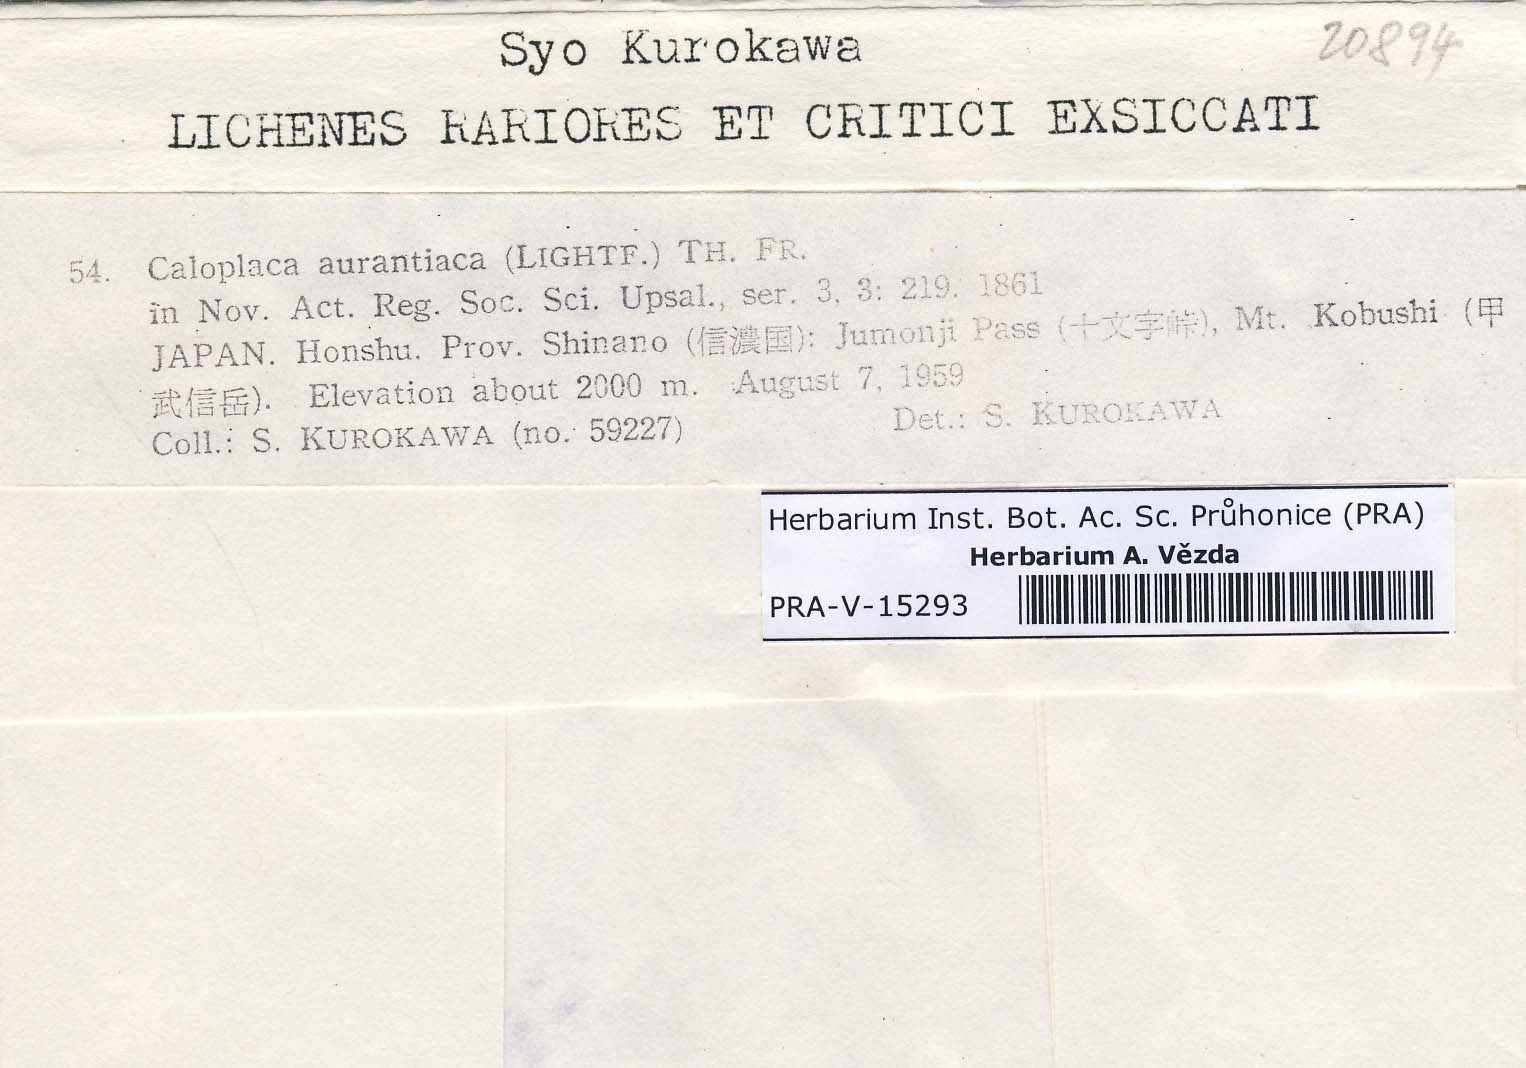 20894
Syo Kurokawa
LICHENES RARIORES ET CRITICI EXSICCATI
54. Caloplaca aurantiaca (LIGHTF.) TH. FR.
in Nov. Act. Reg. Soc. Sci. Upsal., ser. 3, 3: 219. 1861
JAPAN. Honshu. Prov. Shinano (信濃国): Jumonji Pass (十文字峠), Mt. Kobushi (甲
武信岳). Elevation about 2000 m. August 7, 1959
Coll.: S. KUROKAWA (no. 59227) Det.: S. KUROKAWA
Herbarium Inst. Bot. Ac. Sc. Průhonice (PRA)
Herbarium A. Vězda
PRA-V-15293